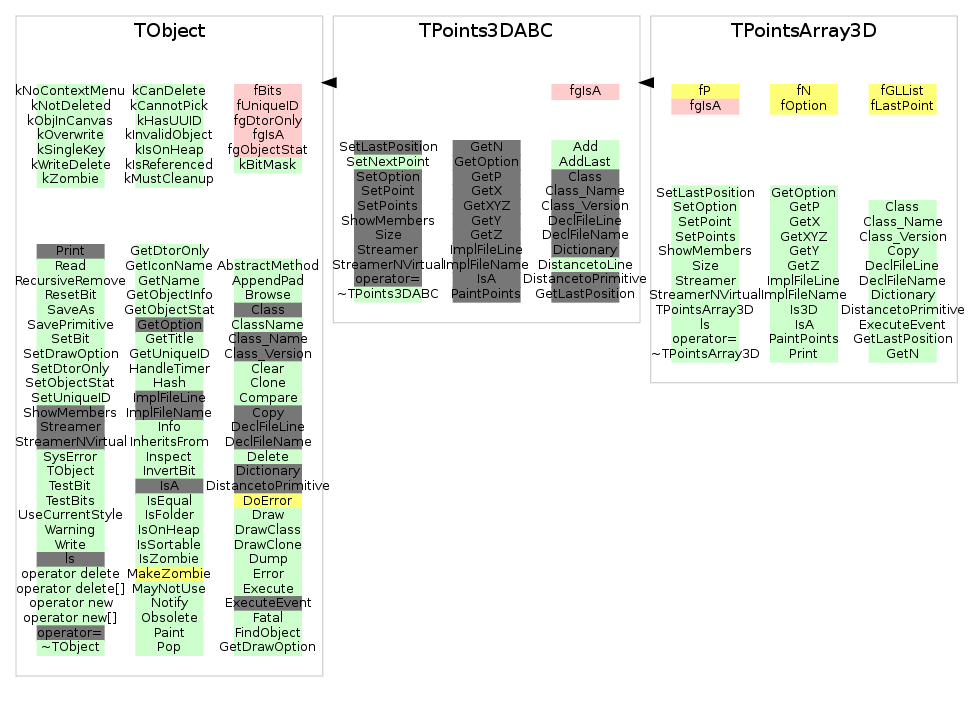 TObject
kNoContextMenu kCanDelete fBits
kNotDeleted kCannotPick fUniqueID
kObjInCanvas kHasUUID fgDtorOnly
kOverwrite kInvalidObject fgIsA
kSingleKey kIsOnHeap fgObjectStat
kWriteDelete kIsReferenced kBitMask
kZombie kMustCleanup
Print GetDtorOnly
Read GetIconName AbstractMethod
RecursiveRemove GetName AppendPad
ResetBit GetObjectInfo Browse
SaveAs GetObjectStat Class
SavePrimitive GetOption ClassName
SetBit GetTitle Class_Name
SetDrawOption GetUniqueID Class_Version
SetDtorOnly HandleTimer Clear
SetObjectStat Hash Clone
SetUniqueID ImplFileLine Compare
ShowMembers ImplFileName Copy
Streamer Info DeclFileLine
StreamerNVirtual InheritsFrom DeclFileName
SysError Inspect Delete
TObject InvertBit Dictionary
TestBit IsA DistancetoPrimitive
TestBits IsEqual DoError
UseCurrentStyle IsFolder Draw
Warning IsOnHeap DrawClass
Write IsSortable DrawClone
ls IsZombie Dump
operator delete MakeZombie Error
operator delete[] MayNotUse Execute
operator new Notify ExecuteEvent
operator new[] Obsolete Fatal
operator= Paint FindObject
~TObject Pop GetDrawOption
TPoints3DABC
fgIsA
SetLastPosition GetN Add
SetNextPoint GetOption AddLast
SetOption GetP Class
SetPoint GetX Class_Name
SetPoints GetXYZ Class_Version
ShowMembers GetY DeclFileLine
Size GetZ DeclFileName
Streamer ImplFileLine Dictionary
StreamerNVirtual ImplFileName DistancetoLine
operator= IsA DistancetoPrimitive
~TPoints3DABC PaintPoints GetLastPosition
TPointsArray3D
fP fN fGLList
fgIsA fOption fLastPoint
SetLastPosition GetOption
SetOption GetP Class
SetPoint GetX Class_Name
SetPoints GetXYZ Class_Version
ShowMembers GetY Copy
Size GetZ DeclFileLine
Streamer ImplFileLine DeclFileName
StreamerNVirtual ImplFileName Dictionary
TPointsArray3D Is3D DistancetoPrimitive
ls IsA ExecuteEvent
operator= PaintPoints GetLastPosition
~TPointsArray3D Print GetN